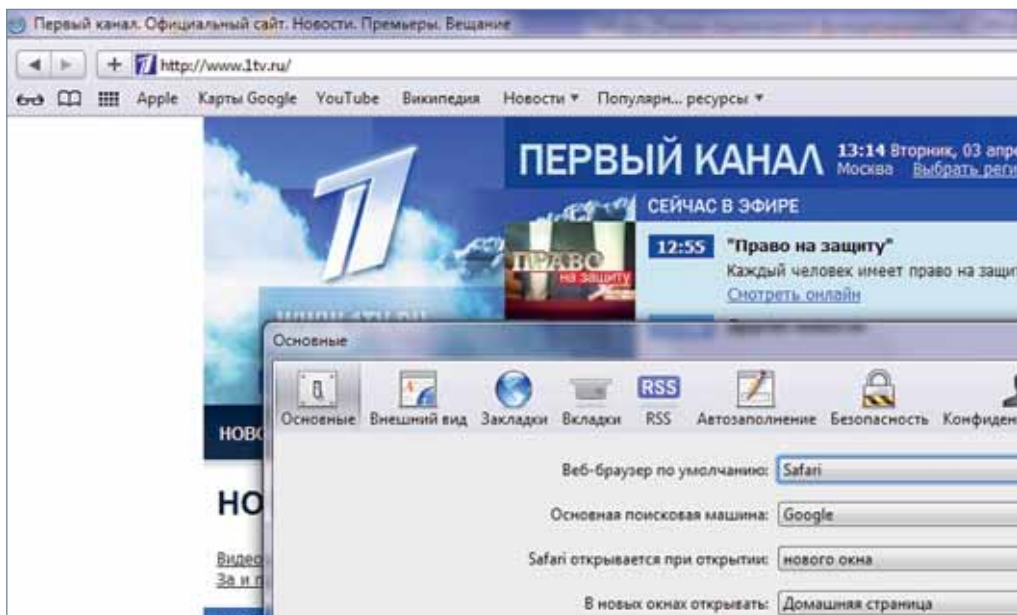 Первый канал. Официальный сайт. Новости. Премьеры. Вещание
http://www.1tv.ru/
Apple Карты Google YouTube Википедия Новости Популярн... ресурсы
ПЕРВЫЙ КАНАЛ
13:14 Вторник, 03 апре
Москва Выбрать реги
СЕЙЧАС В ЭФИРЕ
ПРАВО
на защиту
12:55 "Право на защиту"
Каждый человек имеет право на защит
Смотреть онлайн
WWW.1TV.RU
Основные
Основные Внешний вид Закладки Вкладки RSS RSS Автозаполнение Безопасность Конфиден
НОВО
Веб-браузер по умолчанию: Safari
НО
Основная поисковая машина: Google
Видео
Safari открывается при открытии: нового окна
За и п
В новых окнах открывать: Домашняя страница